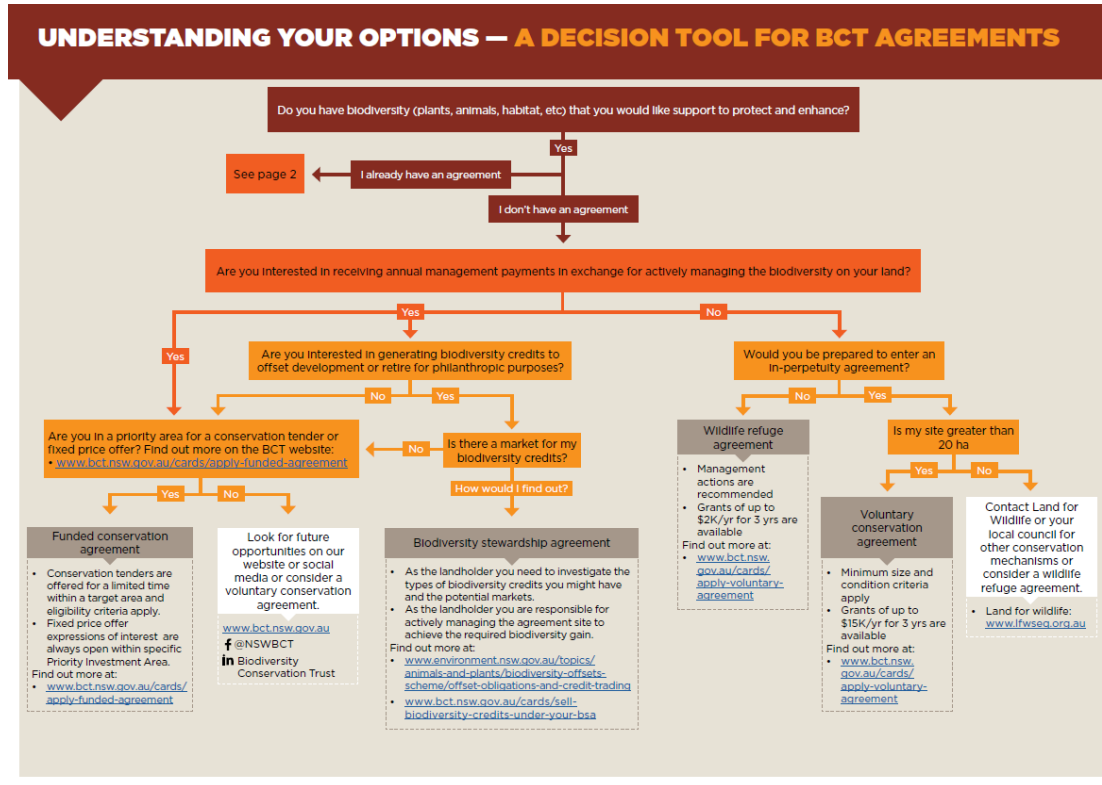 UNDERSTANDING YOUR OPTIONS — A DECISION TOOL FOR BCT AGREEMENTS
Do you have biodiversity (plants, animals, habitat, etc) that you would like support to protect and enhance?
Yes
See page 2
I already have an agreement
I don't have an agreement
Are you interested in receiving annual management payments in exchange for actively managing the biodiversity on your land?
Yes
No
Yes
Are you interested in generating biodiversity credits to
offset development or retire for philanthropic purposes?
Would you be prepared to enter an
in-perpetuity agreement?
No
Yes
No
Yes
Are you in a priority area for a conservation tender or
fixed price offer? Find out more on the BCT website:
• www.bct.nsw.gov.au/cards/apply-funded-agreement
No
Is there a market for my
biodiversity credits?
How would I find out?
Wildlife refuge
agreement
• Management
actions are
recommended
• Grants of up to
$2K/yr for 3 yrs are
available
Find out more at:
• www.bct.nsw.
gov.au/cards/
apply-voluntary-
agreement
Is my site greater than
20 ha
Yes
No
Yes
No
Funded conservation
agreement
• Conservation tenders are
offered for a limited time
within a target area and
eligibility criteria apply.
• Fixed price offer
expressions of interest are
always open within specific
Priority Investment Area.
Find out more at:
• www.bct.nsw.gov.au/cards/
apply-funded-agreement
Look for future
opportunities on our
website or social
media or consider a
voluntary conservation
agreement.
www.bct.nsw.gov.au
f @NSWBCT
in Biodiversity
Conservation Trust
Biodiversity stewardship agreement
• As the landholder you need to investigate the
types of biodiversity credits you might have
and the potential markets.
• As the landholder you are responsible for
actively managing the agreement site to
achieve the required biodiversity gain.
Find out more at:
• www.environment.nsw.gov.au/topics/
animals-and-plants/biodiversity-offsets-
scheme/offset-obligations-and-credit-trading
• www.bct.nsw.gov.au/cards/sell-
biodiversity-credits-under-your-bsa
Voluntary
conservation
agreement
• Minimum size and
condition criteria
apply
• Grants of up to
$15K/yr for 3 yrs are
available
Find out more at:
• www.bct.nsw.
gov.au/cards/
apply-voluntary-
agreement
Contact Land for
Wildlife or your
local council for
other conservation
mechanisms or
consider a wildlife
refuge agreement.
• Land for wildlife:
www.lfwseq.org.au